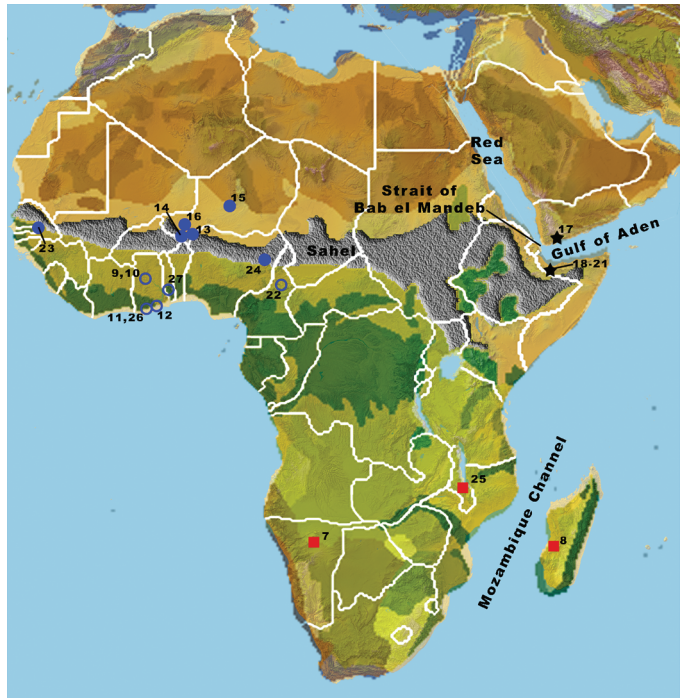 Red
Sea
Strait of
Bab el Mandeb
15
14
16
13
17
Gulf of Aden
23
Sahel
24
18-21
9,10
27
22
11,26
12
25
Mozambique Channel
7
8